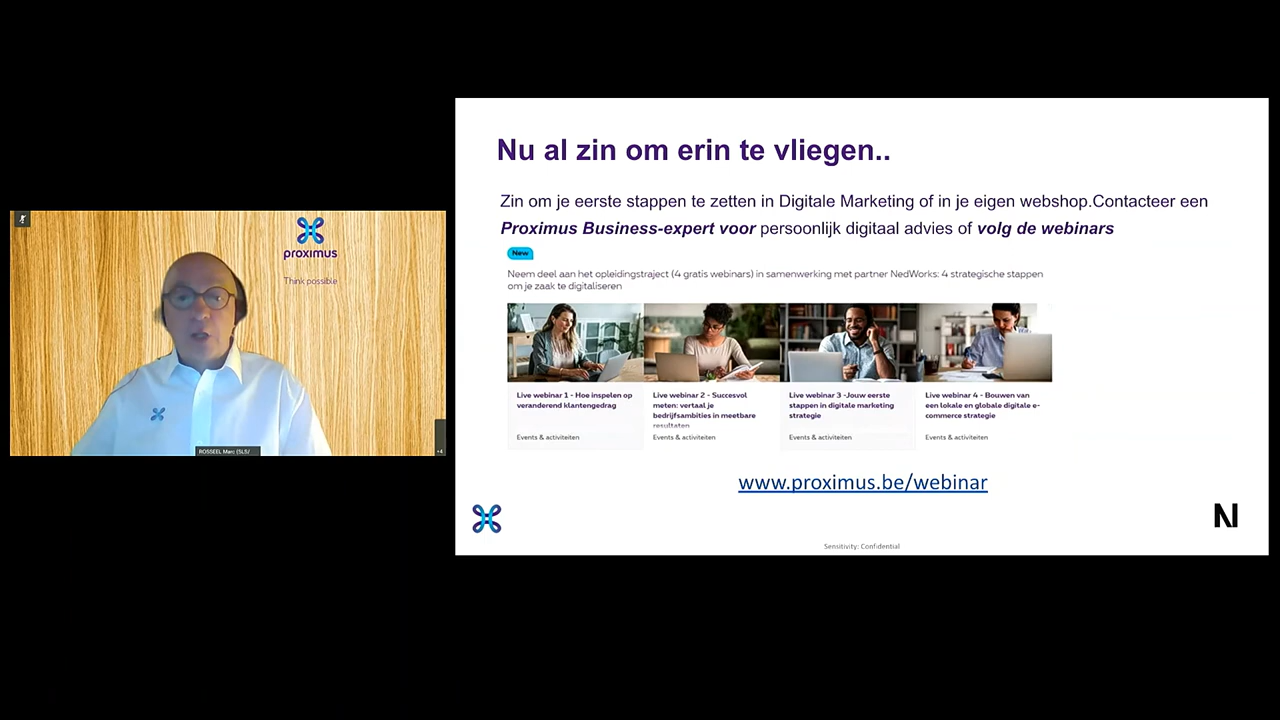 proximus
Think possible
ROSSEEL Marc (SLS/
+4
Nu al zin om erin te vliegen..
Zin om je eerste stappen te zetten in Digitale Marketing of in je eigen webshop.Contacteer een
Proximus Business-expert voor persoonlijk digitaal advies of volg de webinars
New
Neem deel aan het opleidingstraject (4 gratis webinars) in samenwerking met partner NedWorks: 4 strategische stappen
om je zaak te digitaliseren
Live webinar 1 - Hoe inspelen op
veranderend klantengedrag
Events & activiteiten
Live webinar 2 - Succesvol
meten: vertaal je
bedrijfsambities in meetbare
resultaten
Events & activiteiten
Live webinar 3 -Jouw eerste
stappen in digitale marketing
strategie
Events & activiteiten
Live webinar 4 - Bouwen van
een lokale en globale digitale e-
commerce strategie
Events & activiteiten
www.proximus.be/webinar
N
Sensitivity: Confidential